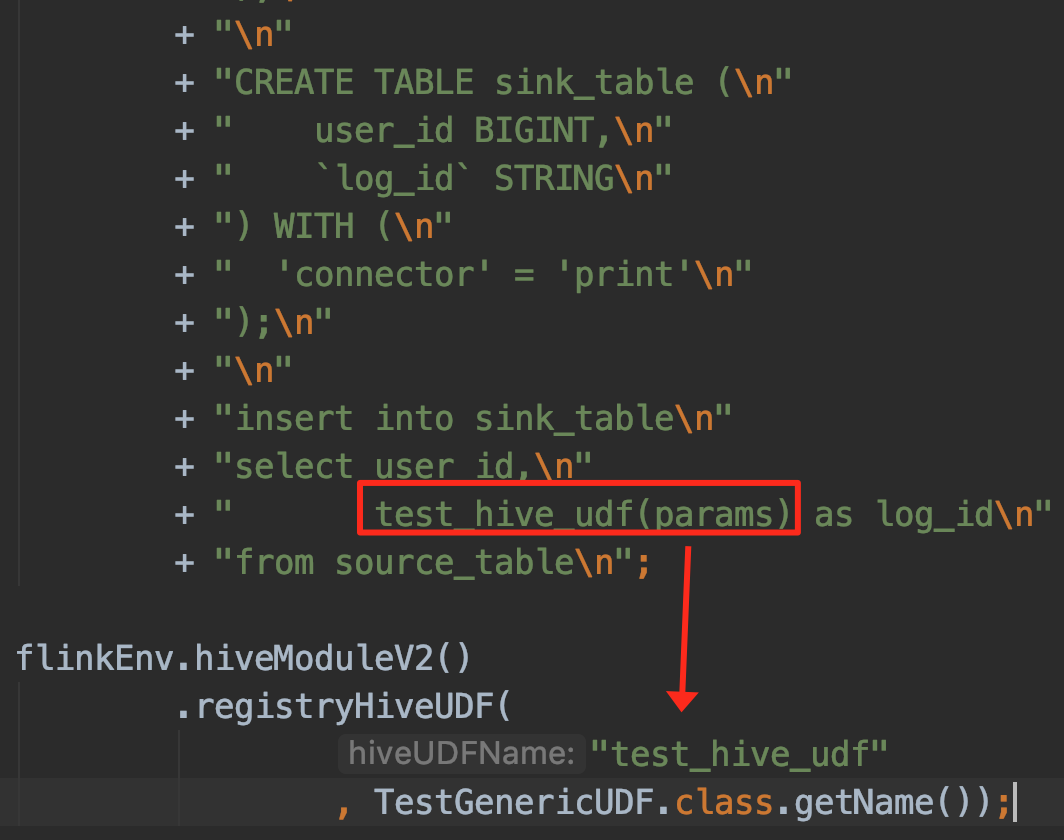 + "\n"
+ "CREATE TABLE sink_table (\n"
+ "    user_id BIGINT,\n"
+ "    `log_id` STRING\n"
+ ") WITH (\n"
+ "  'connector' = 'print'\n"
+ ");\n"
+ "\n"
+ "insert into sink_table\n"
+ "select user_id,\n"
+ "       test_hive_udf(params) as log_id\n"
+ "from source_table\n";
flinkEnv.hiveModuleV2()
.registryHiveUDF(
hiveUDFName: "test_hive_udf"
, TestGenericUDF.class.getName());